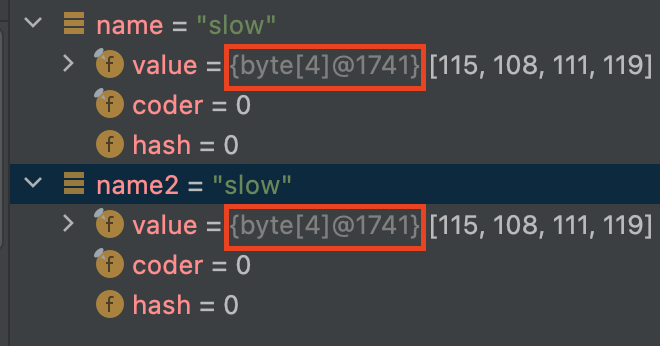 name = "slow"
f value = {byte[4]@1741} [115, 108, 111, 119]
f coder = 0
f hash = 0
name2 = "slow"
f value = {byte[4]@1741} [115, 108, 111, 119]
f coder = 0
f hash = 0